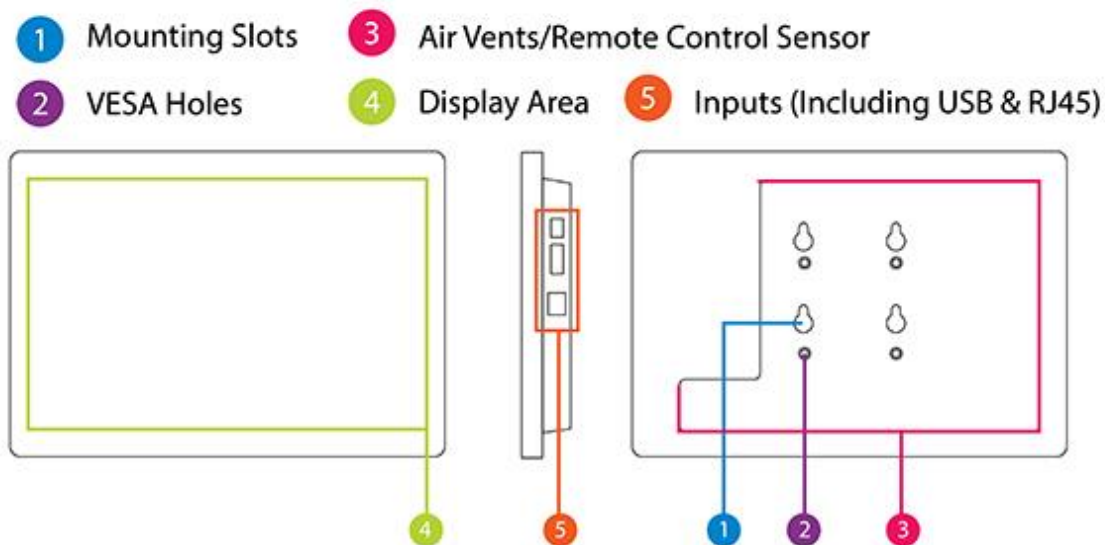 1 Mounting Slots 3 Air Vents/Remote Control Sensor
2 VESA Holes 4 Display Area 5 Inputs (Including USB & RJ45)
4 5 1 2 3